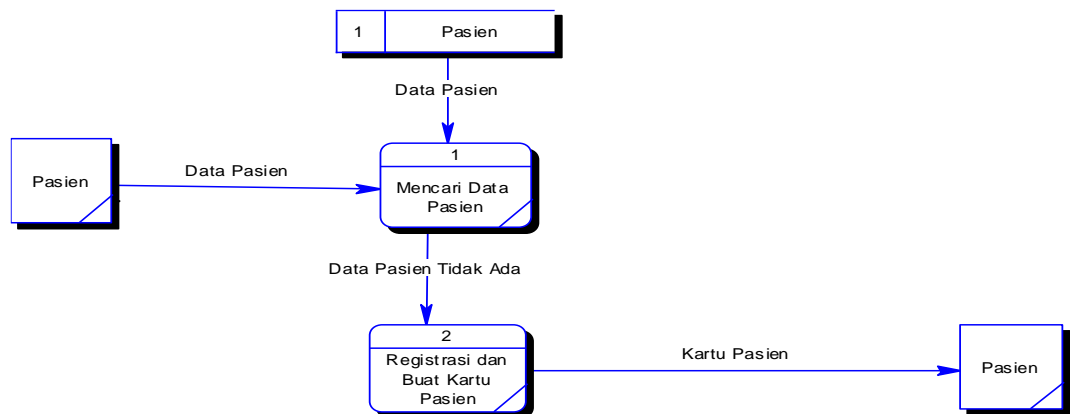 1 Pasien
Data Pasien
Pasien
Data Pasien
1
Mencari Data
Pasien
Data Pasien Tidak Ada
2
Registrasi dan
Buat Kartu
Pasien
Kartu Pasien
Pasien